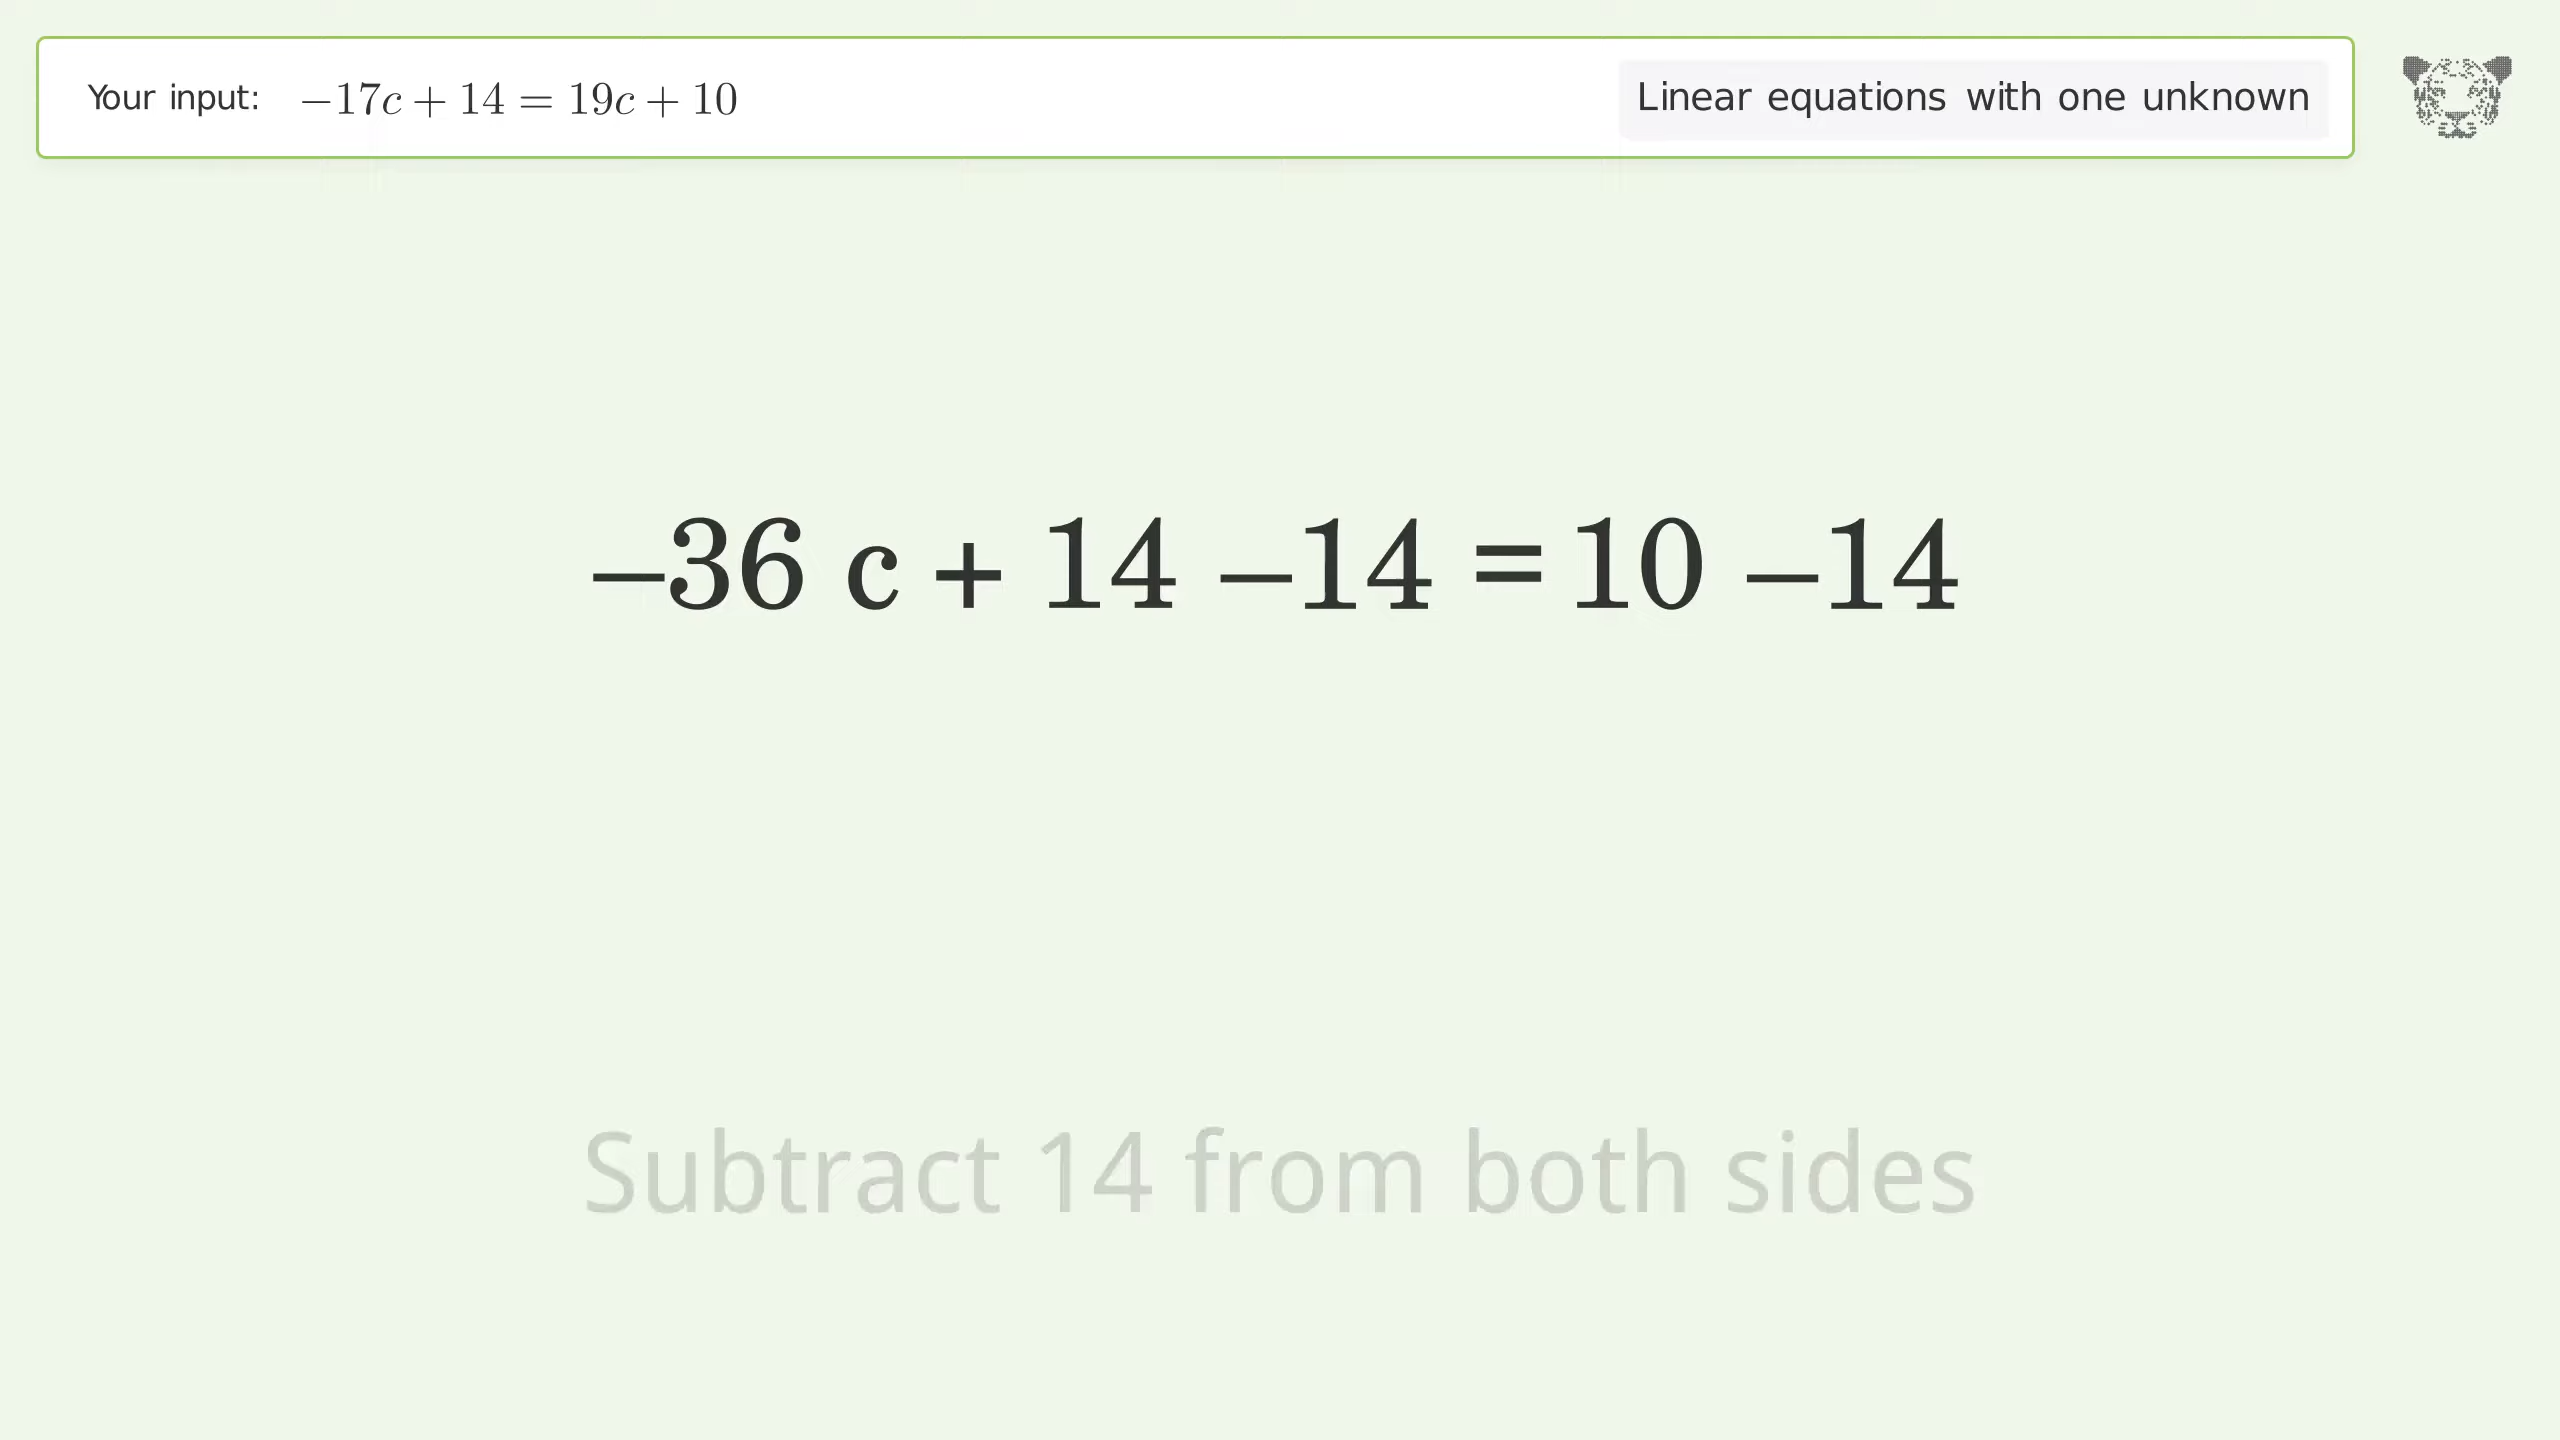 Your input: −17c + 14 = 19c + 10
Linear equations with one unknown
−36 c + 14 −14 = 10 −14
Subtract 14 from both sides